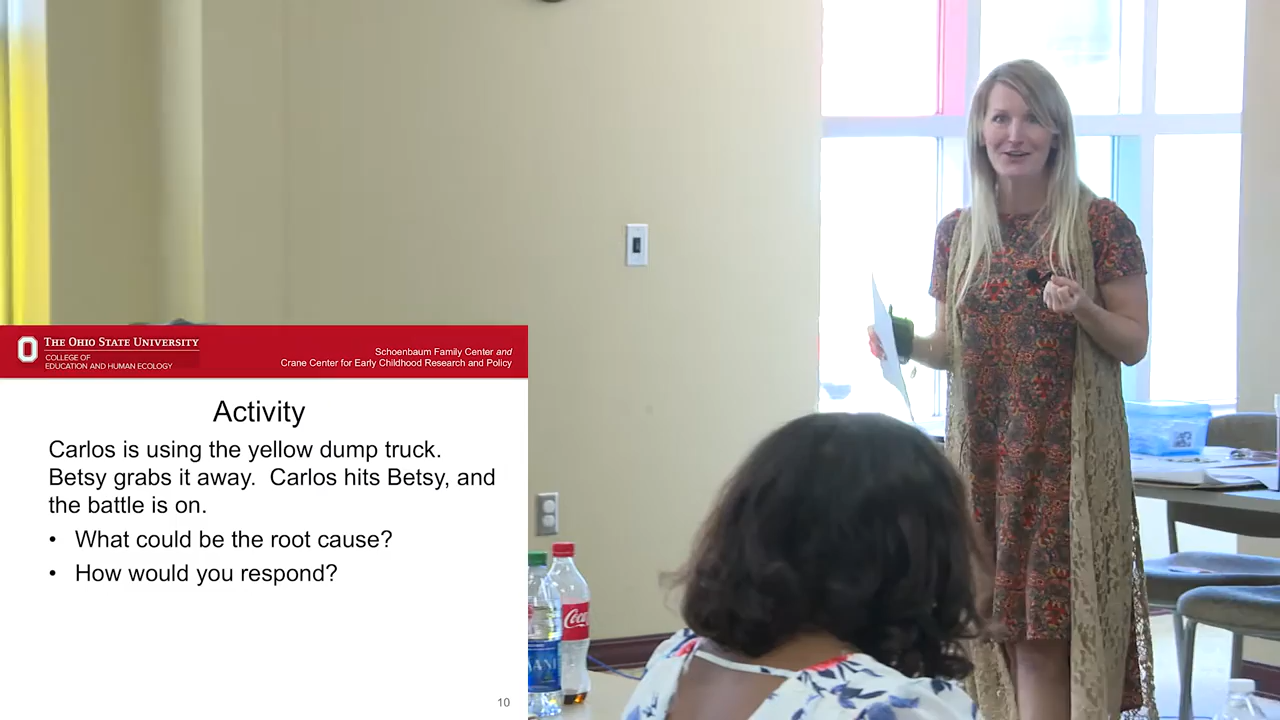 THE OHIO STATE UNIVERSITY
COLLEGE OF
EDUCATION AND HUMAN ECOLOGY
Schoenbaum Family Center and
Crane Center for Early Childhood Research and Policy
Activity
Carlos is using the yellow dump truck.
Betsy grabs it away. Carlos hits Betsy, and
the battle is on.
• What could be the root cause?
• How would you respond?
10